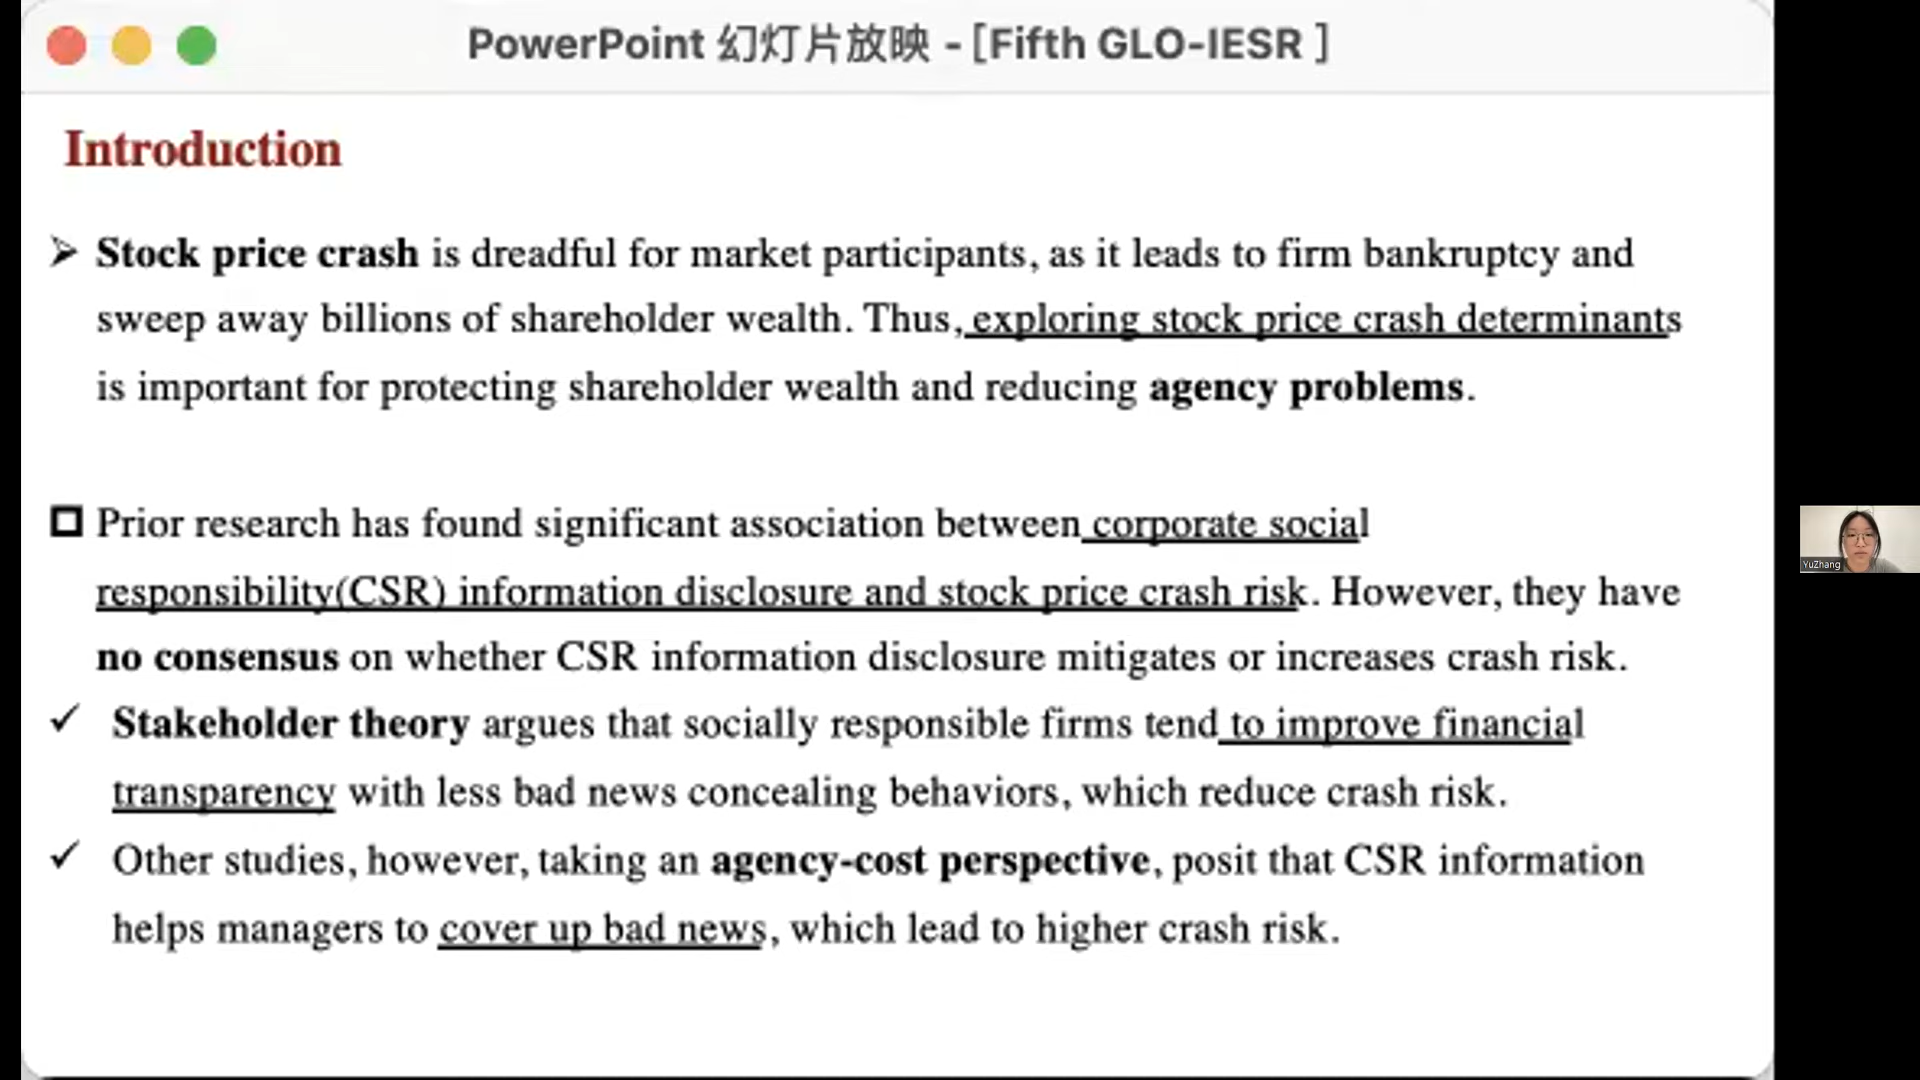 PowerPoint 幻灯片放映 - [Fifth GLO-IESR ]
Introduction
Stock price crash is dreadful for market participants, as it leads to firm bankruptcy and
sweep away billions of shareholder wealth. Thus, exploring stock price crash determinants
is important for protecting shareholder wealth and reducing agency problems.
Prior research has found significant association between corporate social
responsibility(CSR) information disclosure and stock price crash risk. However, they have
no consensus on whether CSR information disclosure mitigates or increases crash risk.
Stakeholder theory argues that socially responsible firms tend to improve financial
transparency with less bad news concealing behaviors, which reduce crash risk.
Other studies, however, taking an agency-cost perspective, posit that CSR information
helps managers to cover up bad news, which lead to higher crash risk.
YuZhang